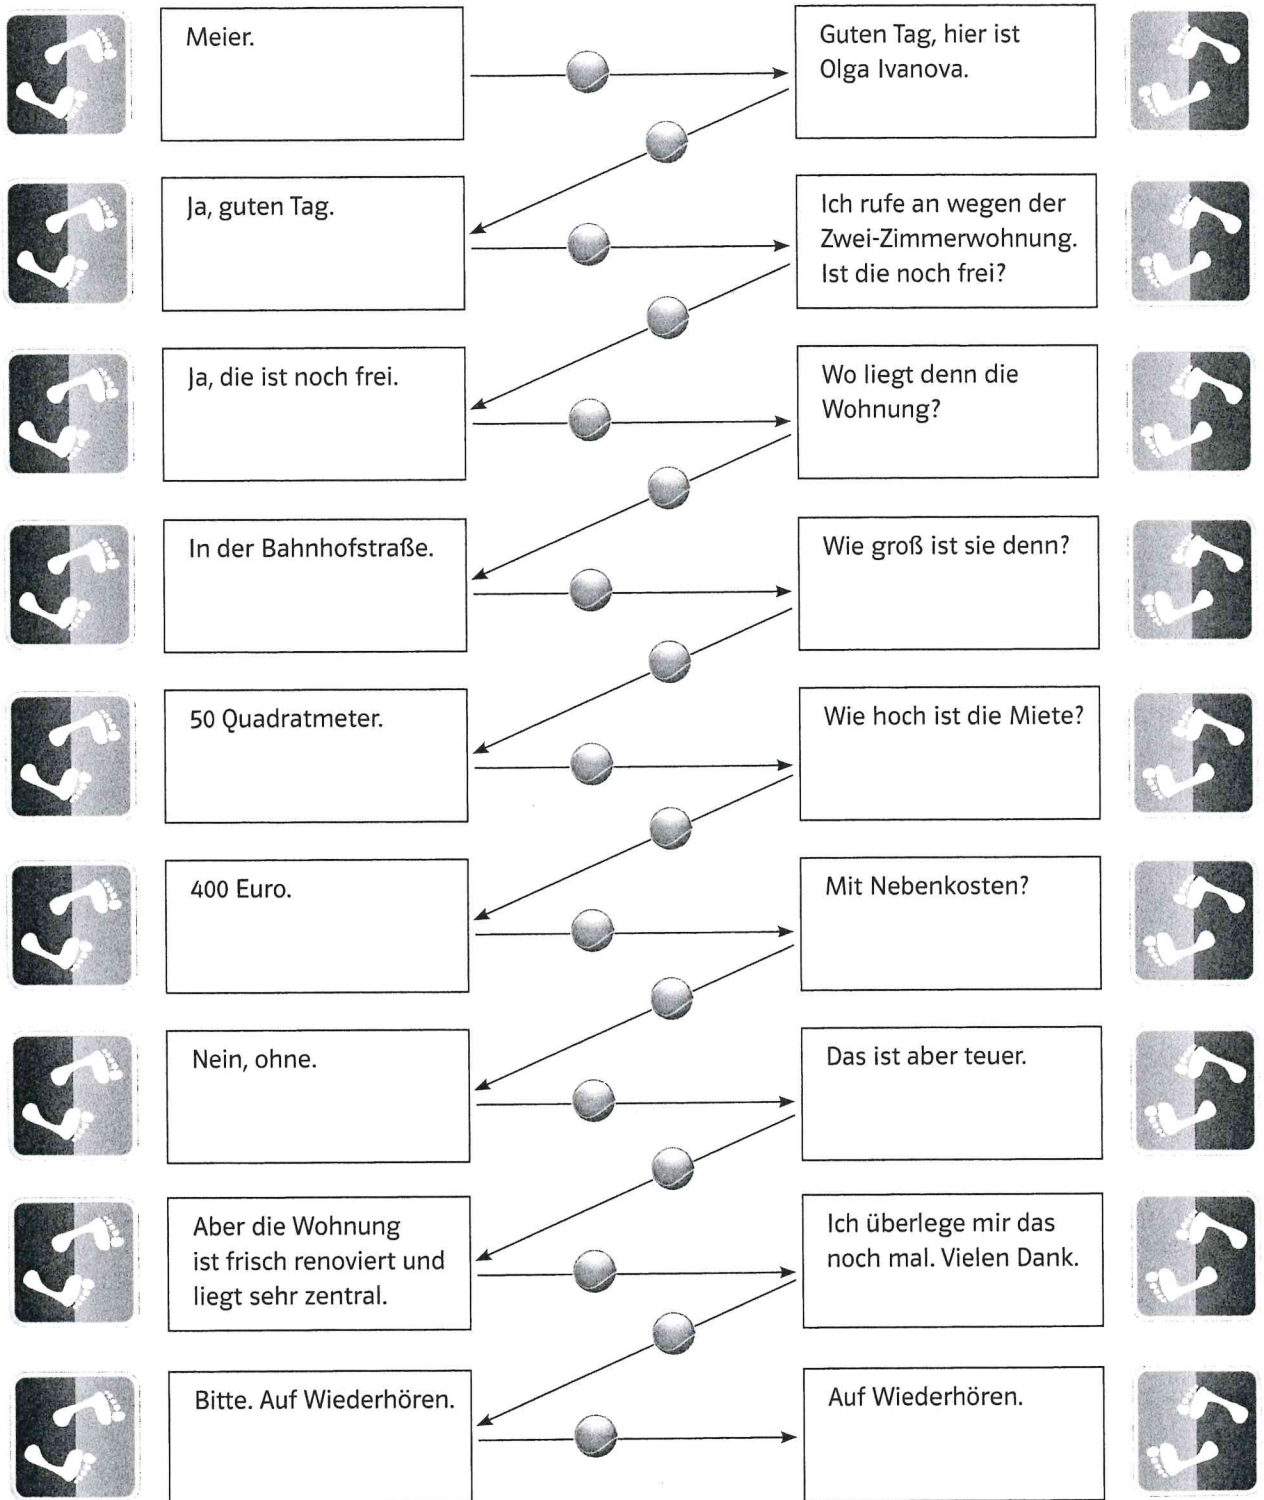 Meier.
Guten Tag, hier ist
Olga Ivanova.
Ja, guten Tag.
Ich rufe an wegen der
Zwei-Zimmerwohnung.
Ist die noch frei?
Ja, die ist noch frei.
Wo liegt denn die
Wohnung?
In der Bahnhofstraße.
Wie groß ist sie denn?
50 Quadratmeter.
Wie hoch ist die Miete?
400 Euro.
Mit Nebenkosten?
Nein, ohne.
Das ist aber teuer.
Aber die Wohnung
ist frisch renoviert und
liegt sehr zentral.
Ich überlege mir das
noch mal. Vielen Dank.
Bitte. Auf Wiederhören.
Auf Wiederhören.